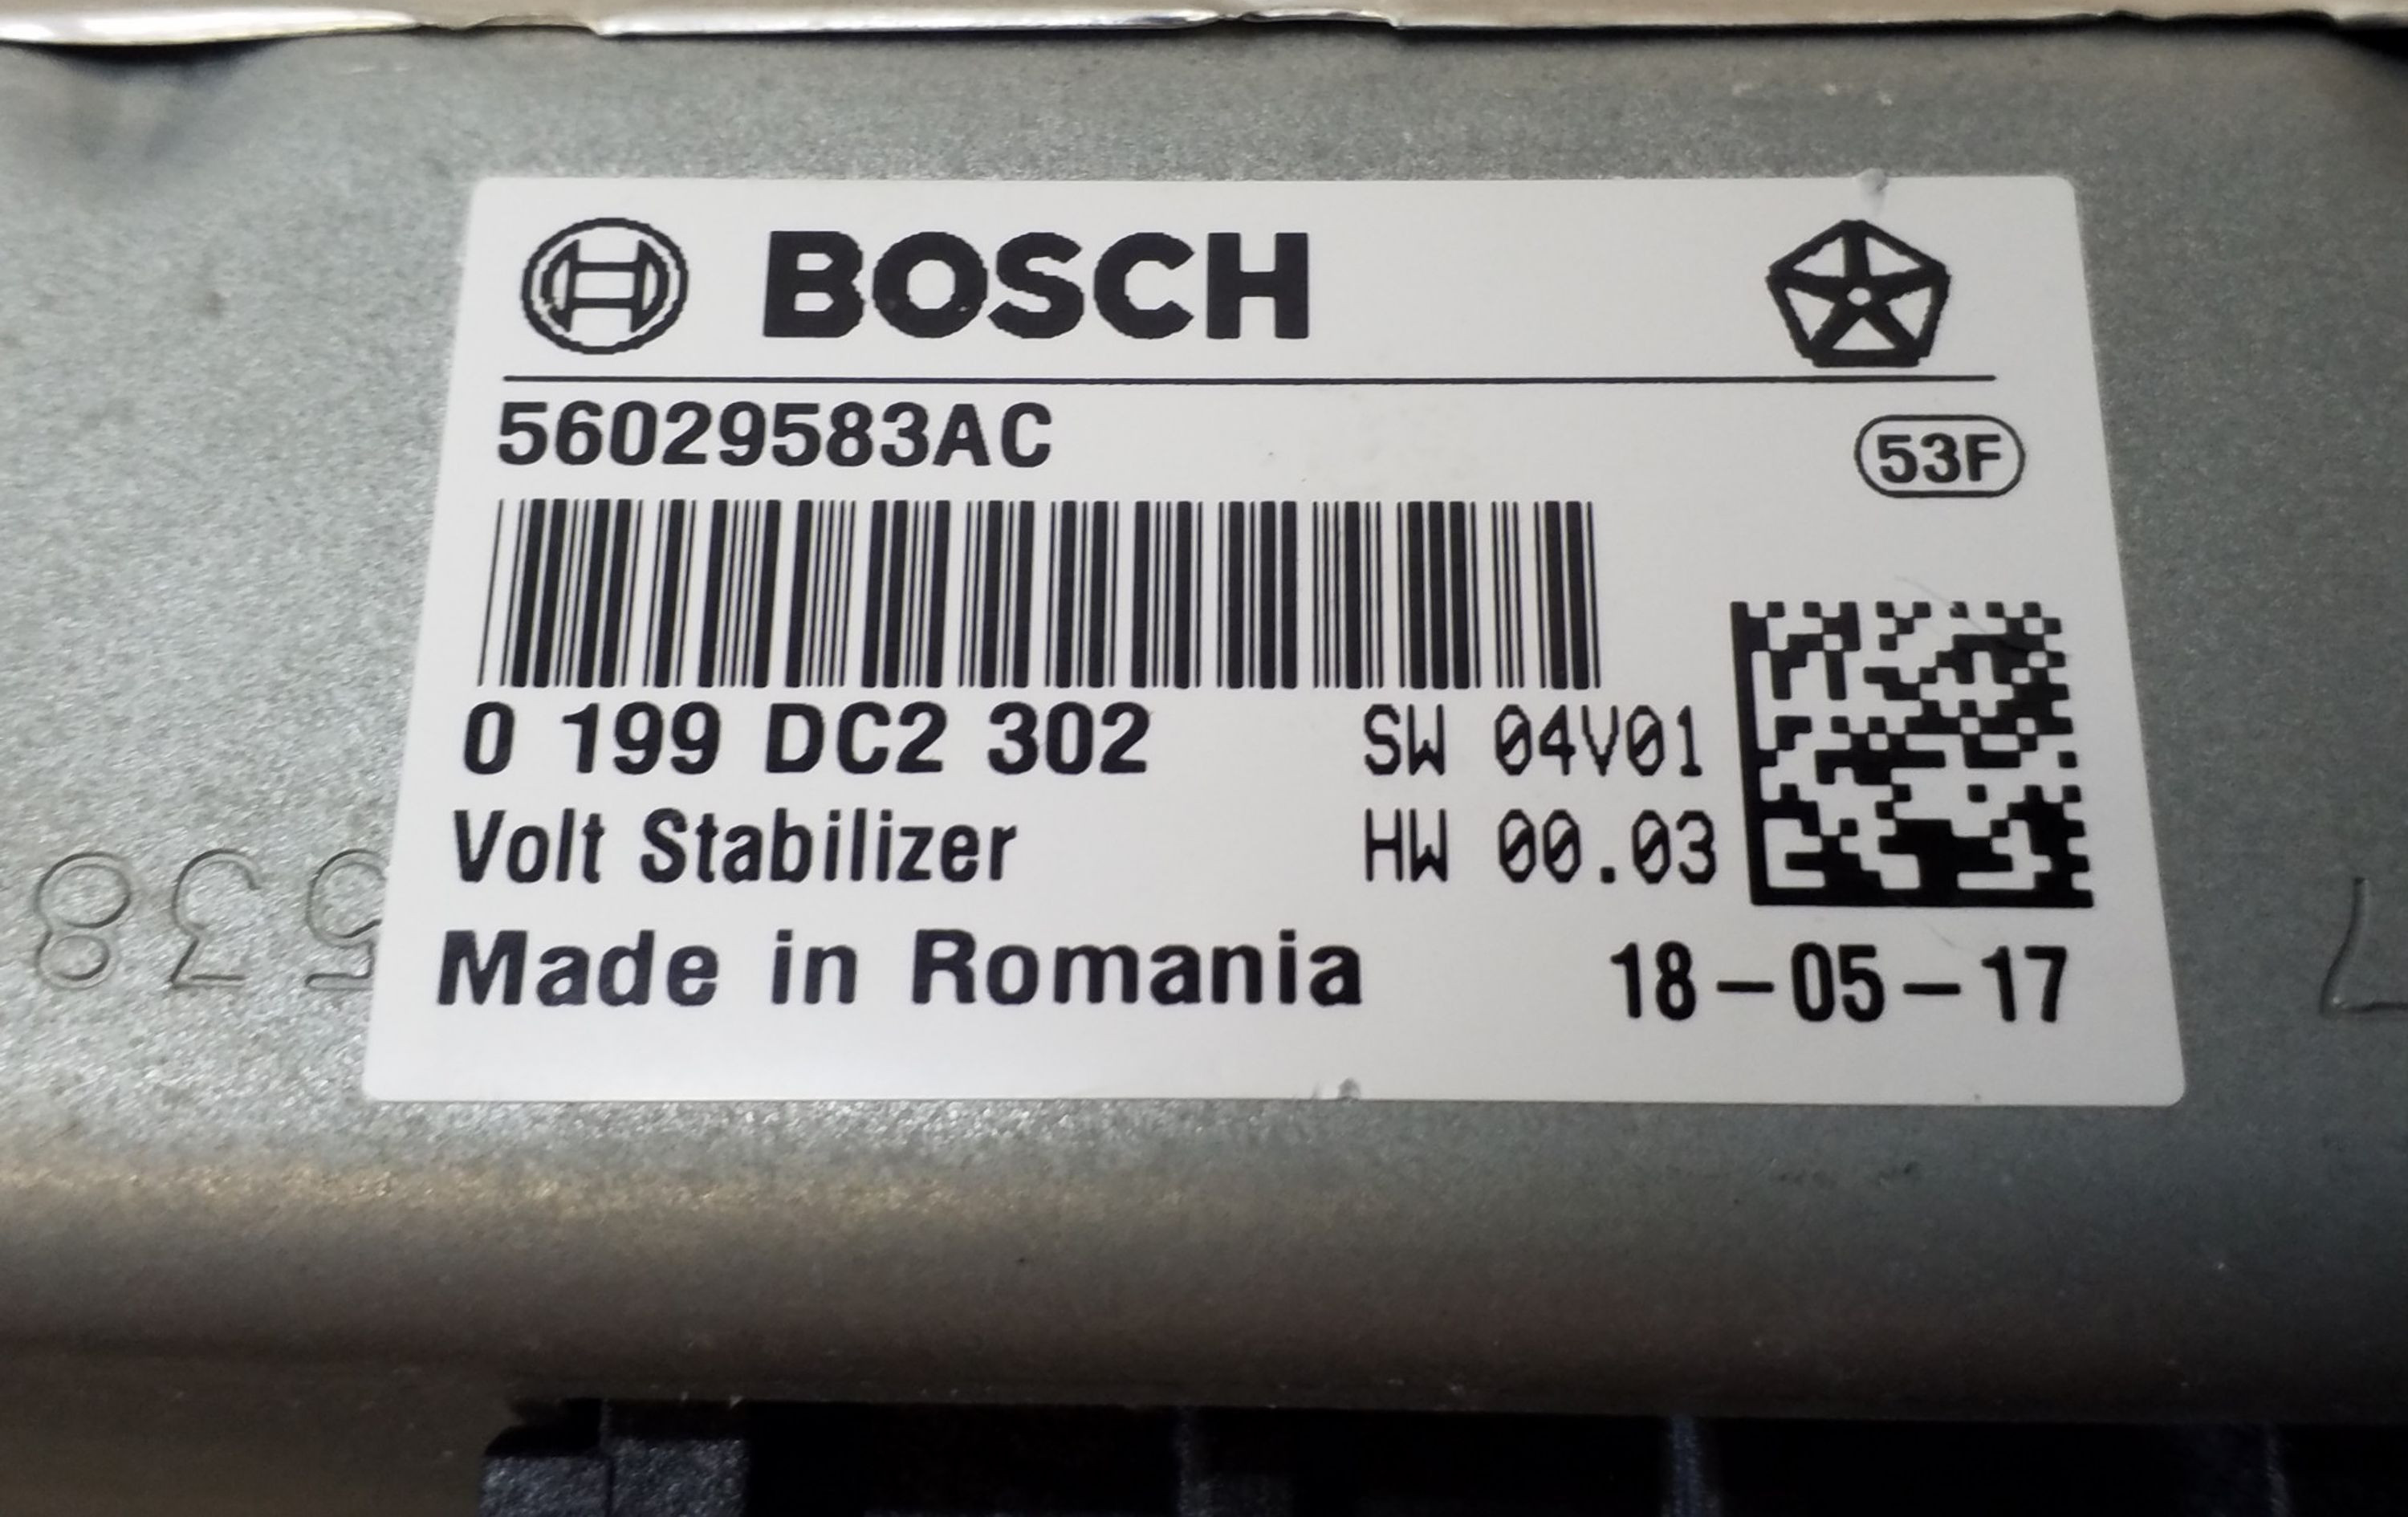 BOSCH
56029583AC
53F
0 199 DC2 302 SW 04V01
Volt Stabilizer HW 00.03
Made in Romania 18-05-17